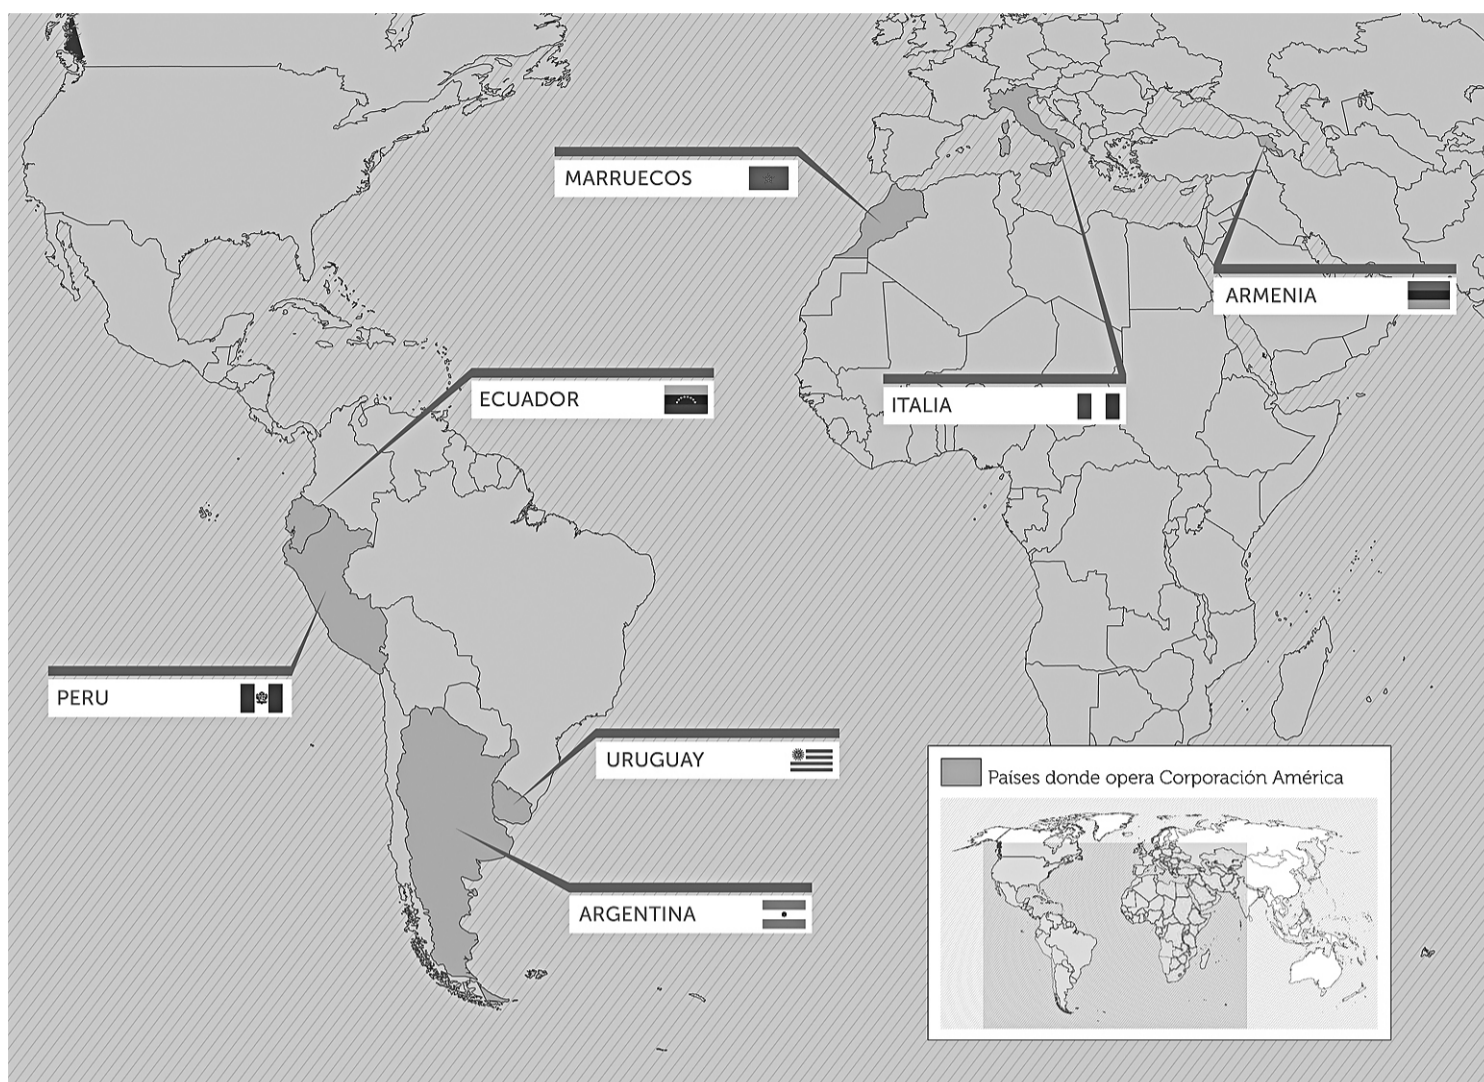 MARRUECOS
ARMENIA
ECUADOR
ITALIA
PERU
URUGUAY
Países donde opera Corporación América
ARGENTINA